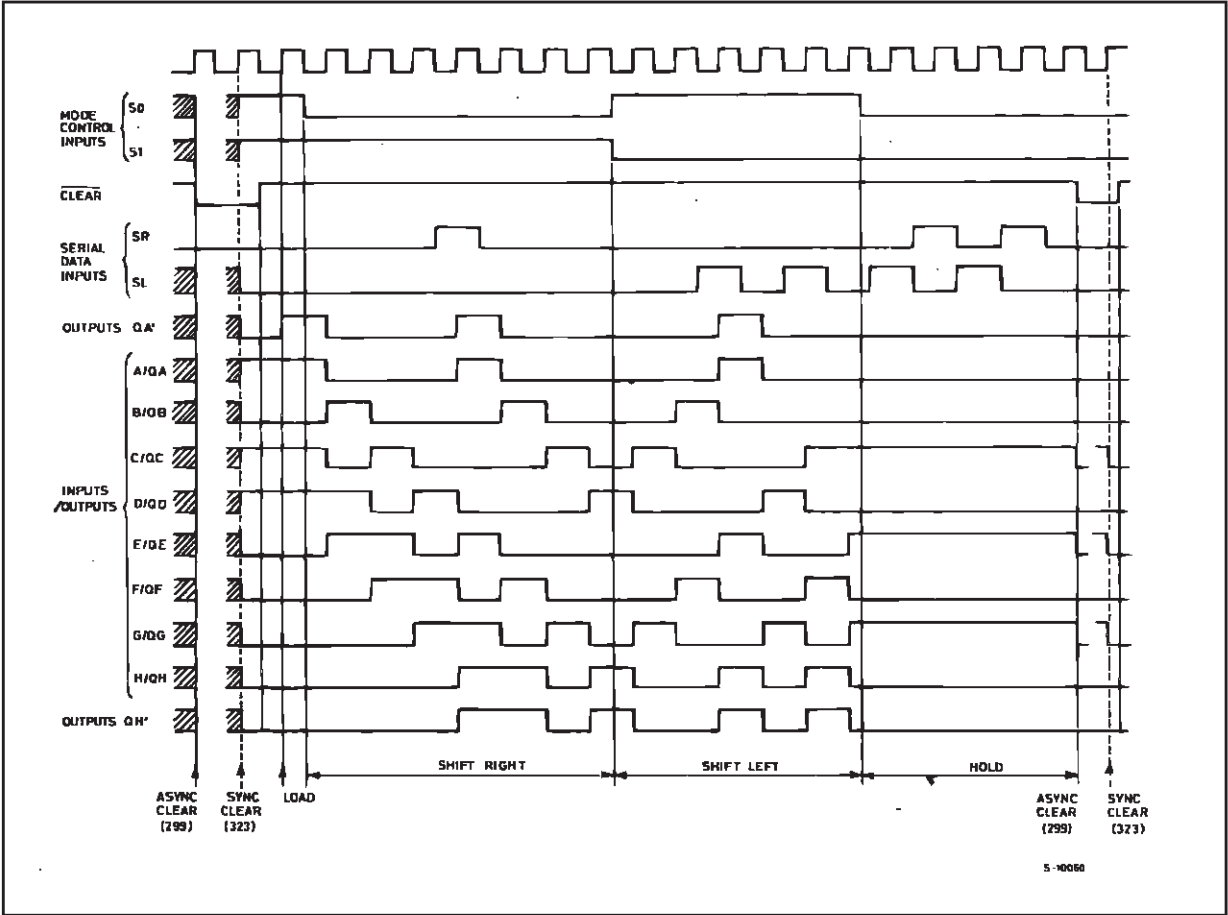 S0
MODE
CONTROL
INPUTS
S1
CLEAR
SR
SERIAL
DATA
INPUTS
SL
OUTPUTS QA'
A/QA
B/QB
C/QC
INPUTS
/OUTPUTS
D/QD
E/QE
F/QF
G/QG
H/QH
OUTPUTS QH'
SHIFT RIGHT
SHIFT LEFT
HOLD
ASYNC
CLEAR
(299)
SYNC
CLEAR
(323)
LOAD
ASYNC
CLEAR
(299)
SYNC
CLEAR
(323)
S-10060